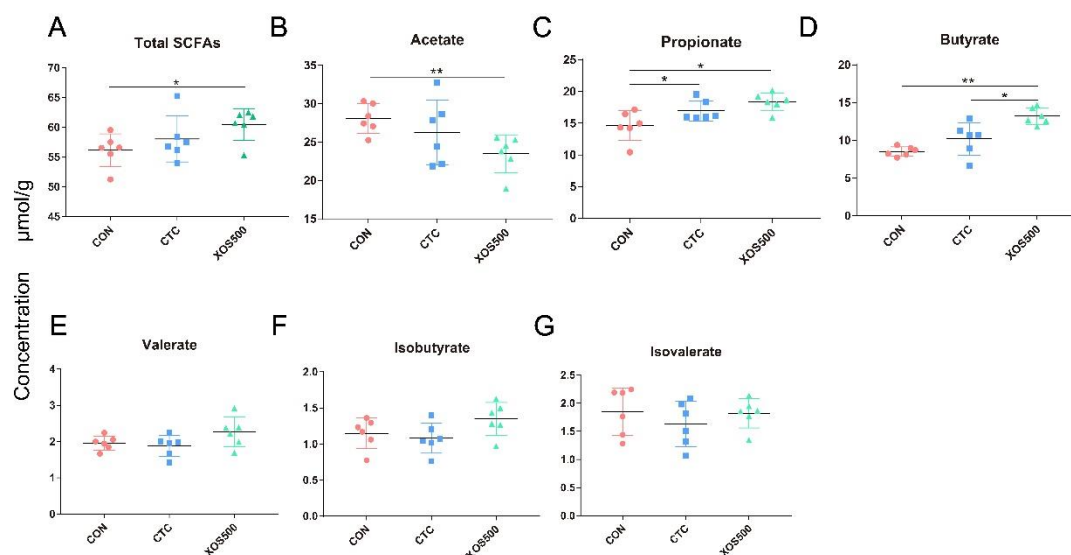 A
Total SCFAs
70
65
60
55
50
45
*
CON
CTC
XOS500
B
Acetate
35
30
25
20
15
**
CON
CTC
XOS500
C
Propionate
25
20
15
10
5
0
*
*
CON
CTC
XOS500
D
Butyrate
20
15
10
5
0
**
*
CON
CTC
XOS500
Concentration μmol/g
E
Valerate
4
3
2
1
0
CON
CTC
XOS500
F
Isobutyrate
2.0
1.5
1.0
0.5
0.0
CON
CTC
XOS500
G
Isovalerate
2.5
2.0
1.5
1.0
0.5
0.0
CON
CTC
XOS500